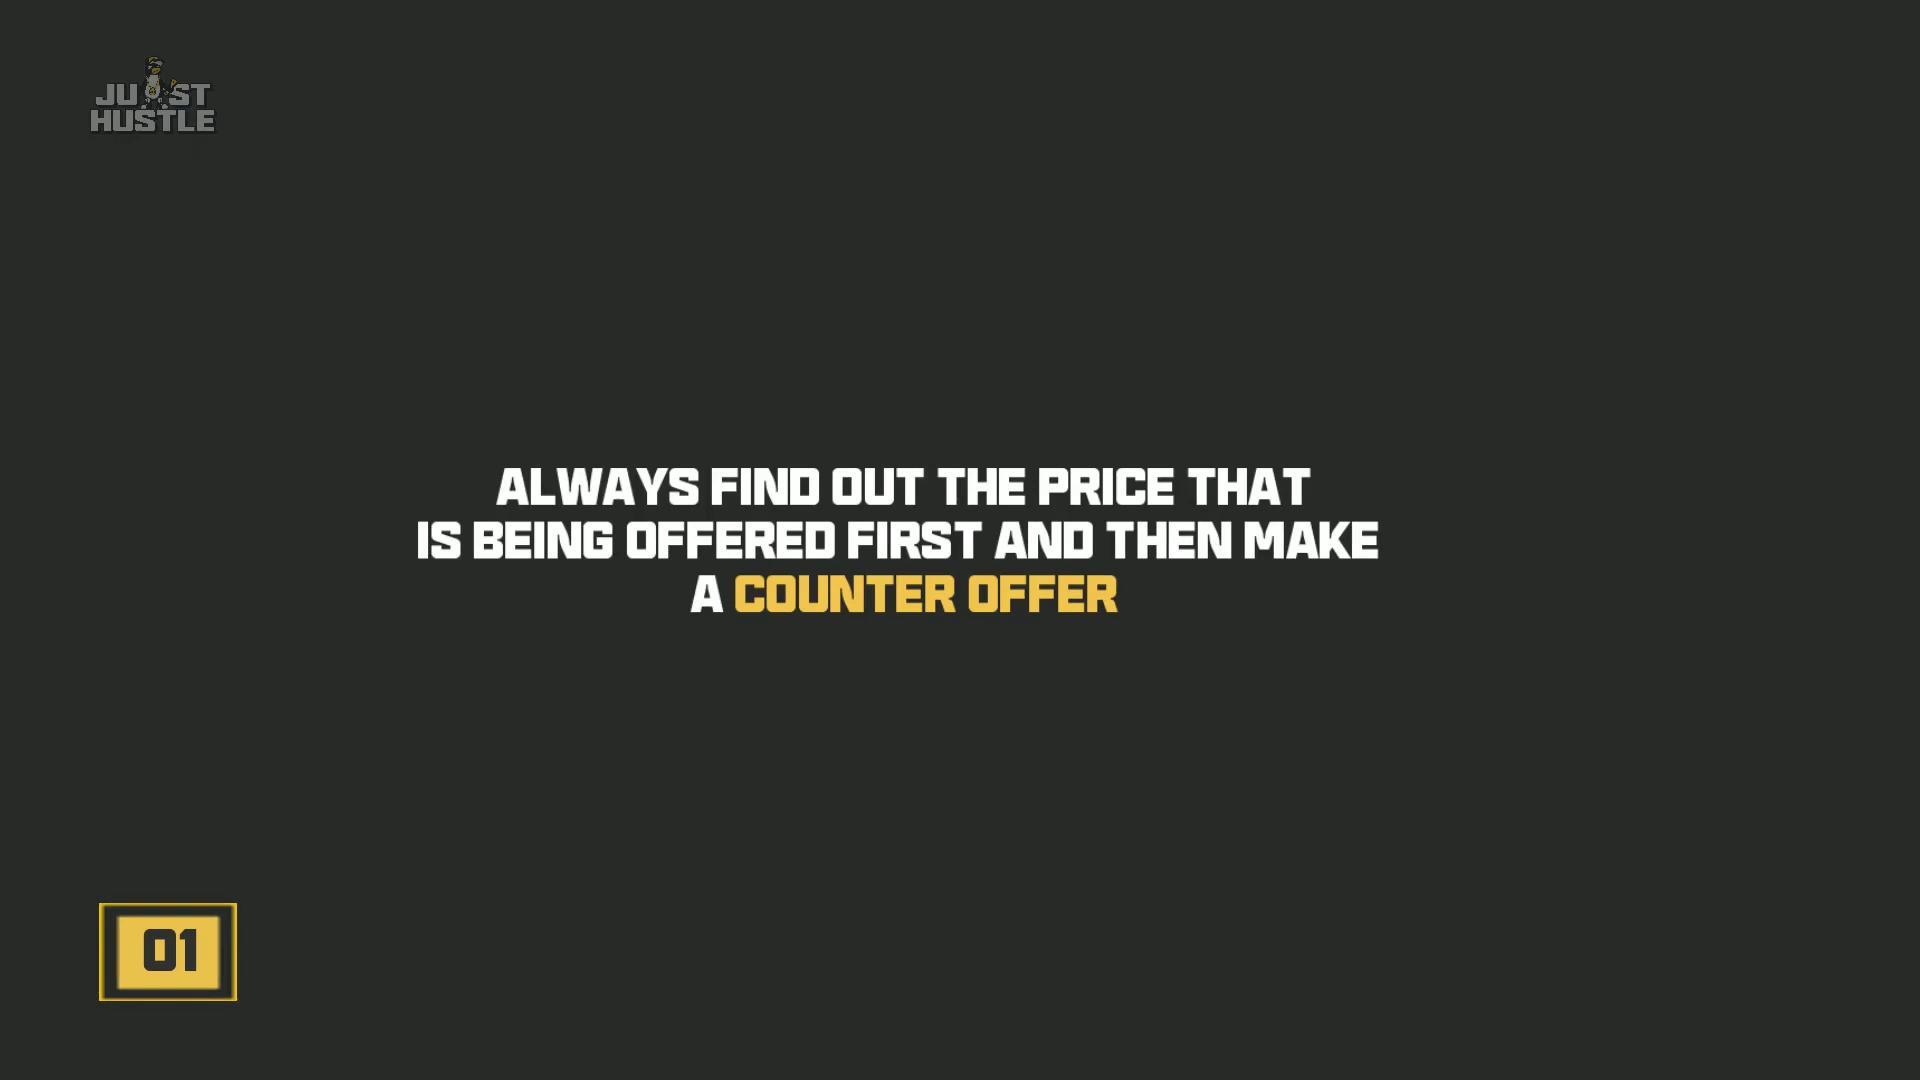 JUST
HUSTLE
ALWAYS FIND OUT THE PRICE THAT
IS BEING OFFERED FIRST AND THEN MAKE
A COUNTER OFFER
01